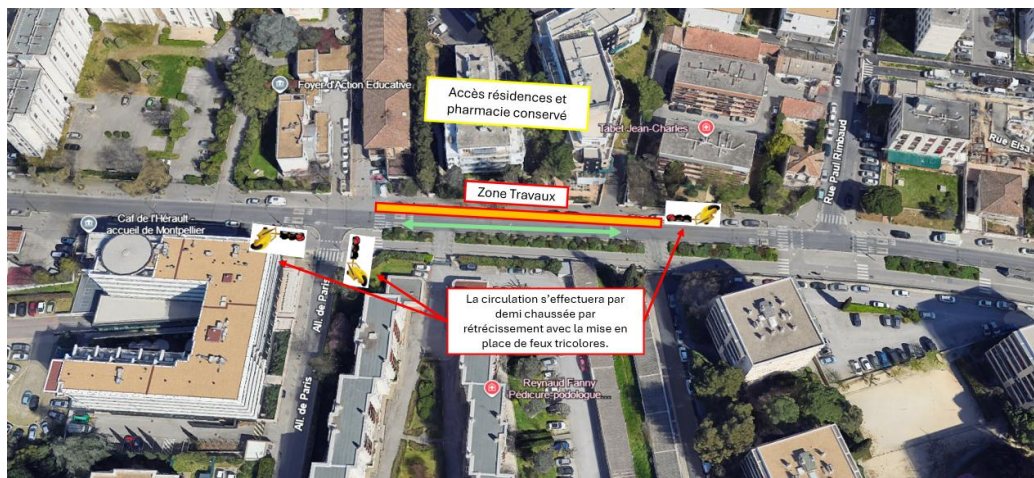 Foyer d'Action Educative
Accès résidences et
pharmacie conservé
Tabet Jean-Charles
Rue Paul Rimbaud
Rue Elsa
Zone Travaux
Caf de l'Hérault -
accueil de Montpellier
All. de Paris
All. de Paris
La circulation s'effectuera par
demi chaussée par
rétrécissement avec la mise en
place de feux tricolores.
Reynaud Fanny
Pédicure-podologue...